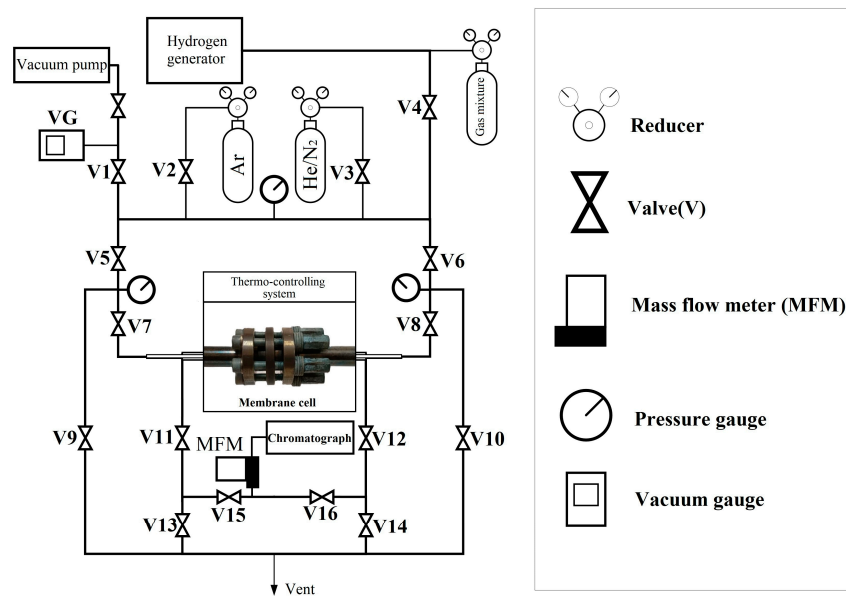 Hydrogen
generator
Vacuum pump
VG
V1
V2
Ar
He/N₂
V3
V4
Gas mixture
V5
V6
Thermo-controlling
system
V7
V8
Membrane cell
V9
V11
MFM
Chromatograph
V12
V10
V15
V16
V13
V14
Vent
Reducer
Valve(V)
Mass flow meter (MFM)
Pressure gauge
Vacuum gauge